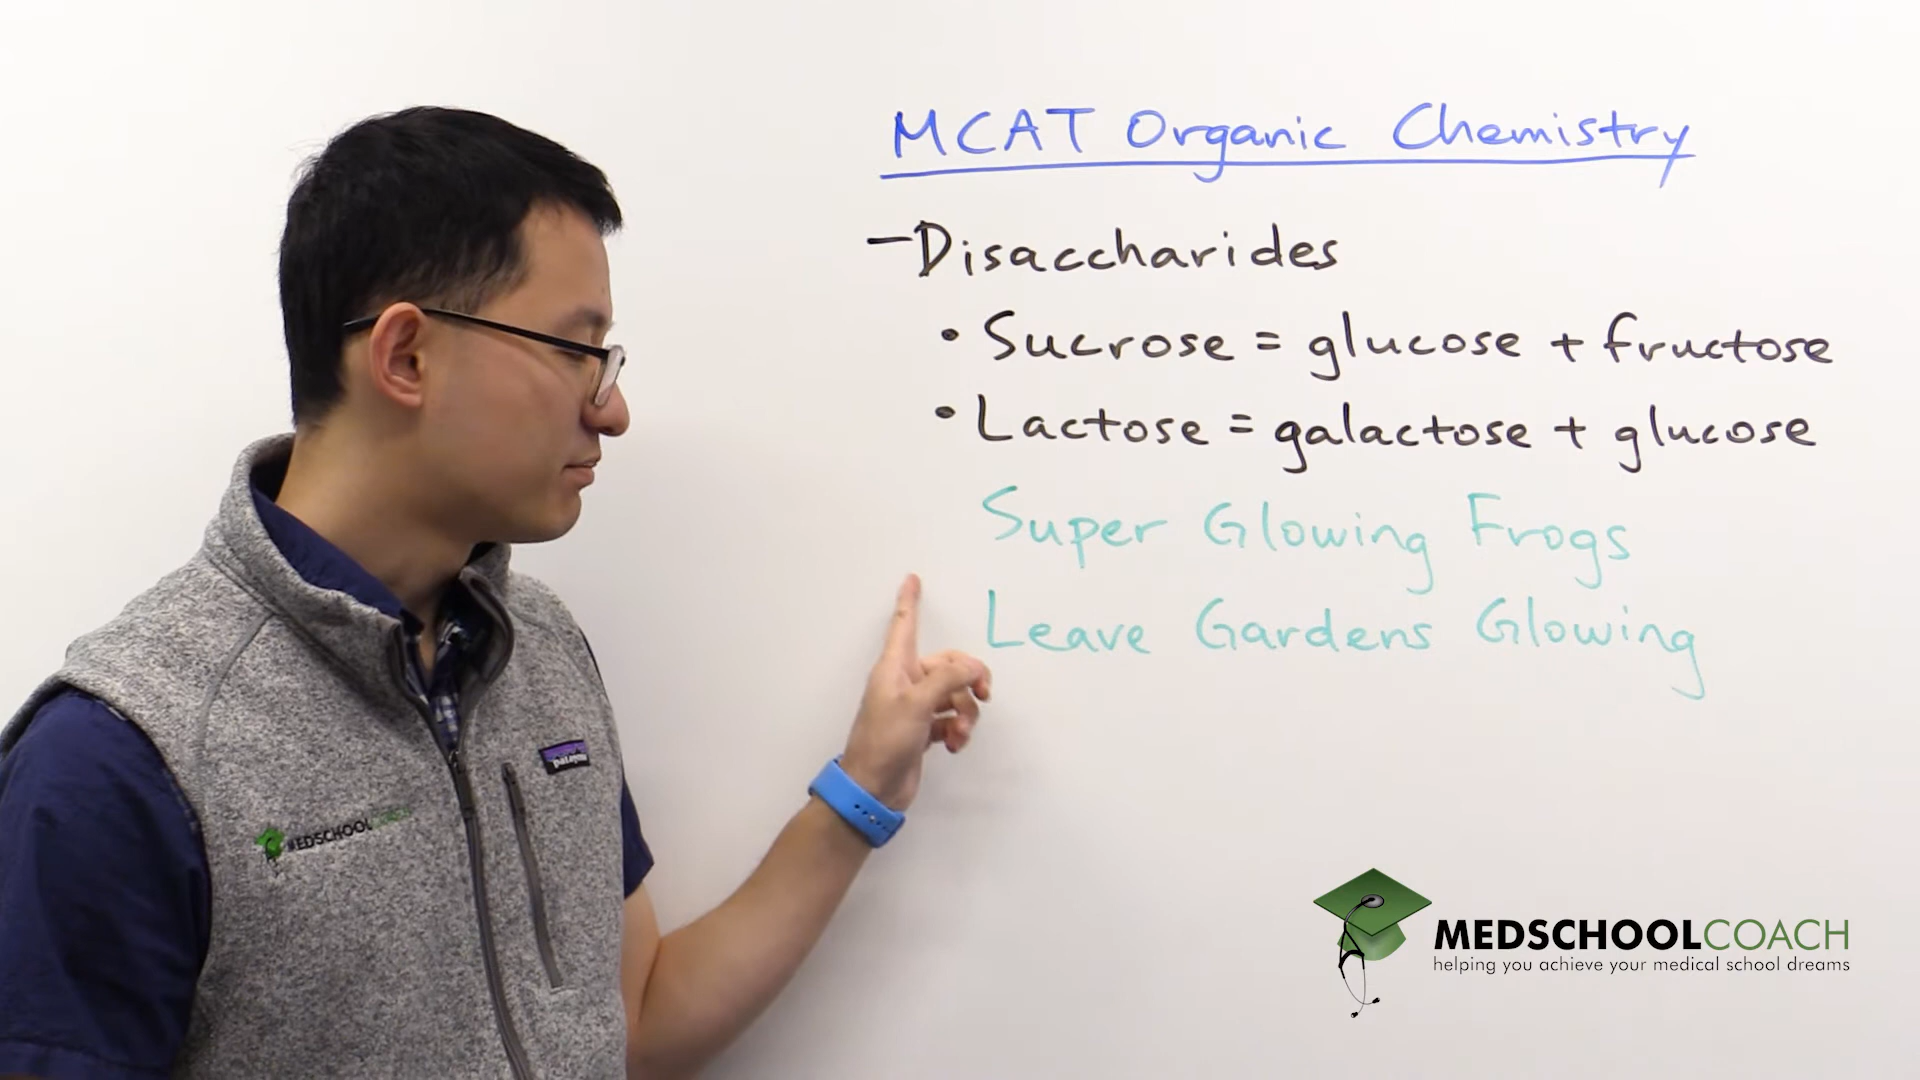 MCAT Organic Chemistry
- Disaccharides
• Sucrose = glucose + fructose
• Lactose = galactose + glucose
Super Glowing Frogs
Leave Gardens Glowing
patagonia
MEDSCHOOLCOACH
MEDSCHOOLCOACH
helping you achieve your medical school dreams